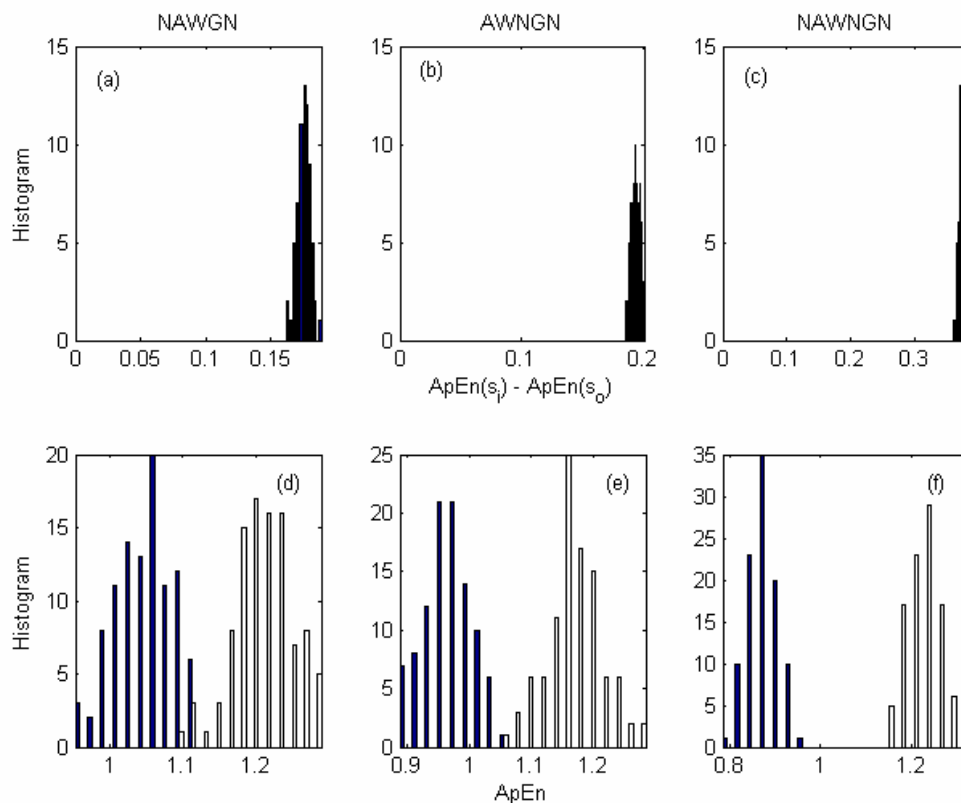 NAWGN AWNGN NAWNGN
(a) (b) (c)
15 15 15
10 10 10
5 5 5
0 0 0
Histogram
0 0.05 0.1 0.15 0 0.1 0.2 0 0.1 0.2 0.3
ApEn(s_i) - ApEn(s_o)
(d) (e) (f)
20 25 35
15 20 30
10 15 25
5 10 20
0 5 15
0 10
5
0
Histogram
1 1.1 1.2 0.9 1 1.1 1.2 0.8 1 1.2
ApEn